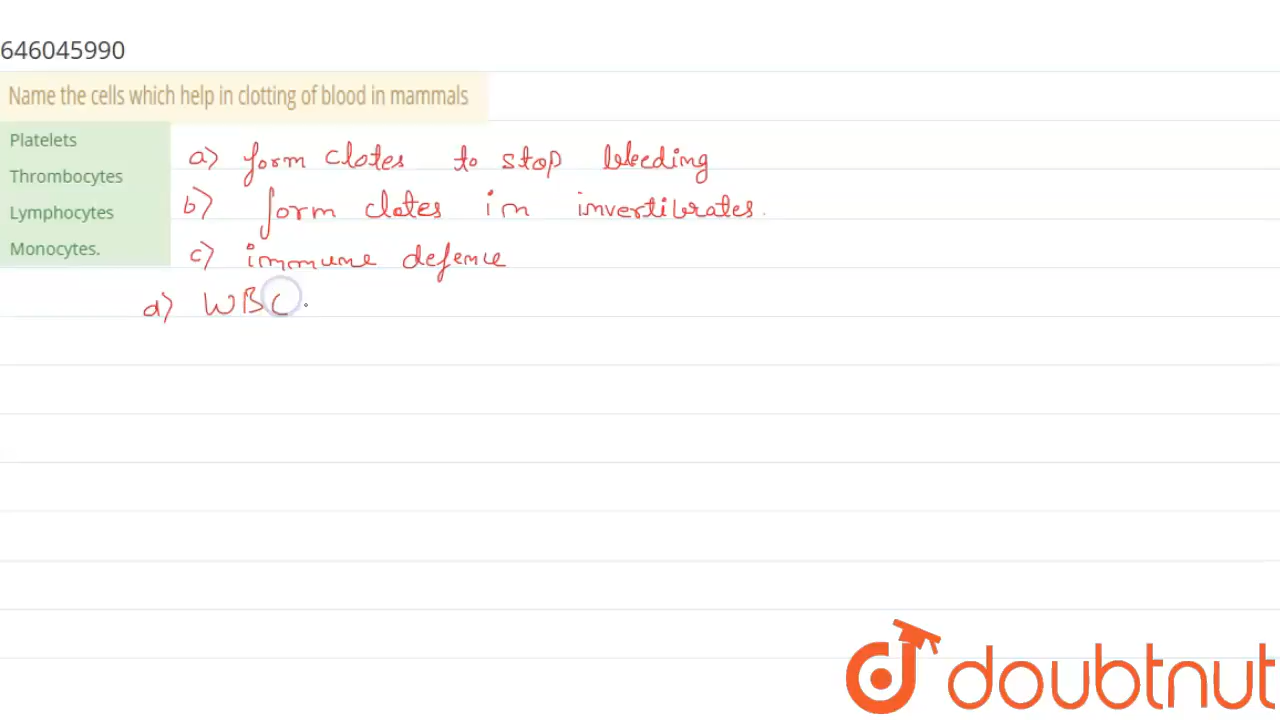 646045990
Name the cells which help in clotting of blood in mammals
Platelets
Thrombocytes
Lymphocytes
Monocytes.
a) form clotes to stop bleeding
b) form clotes in invertibrates.
c) immune defence
d) WBC.
doubtnut